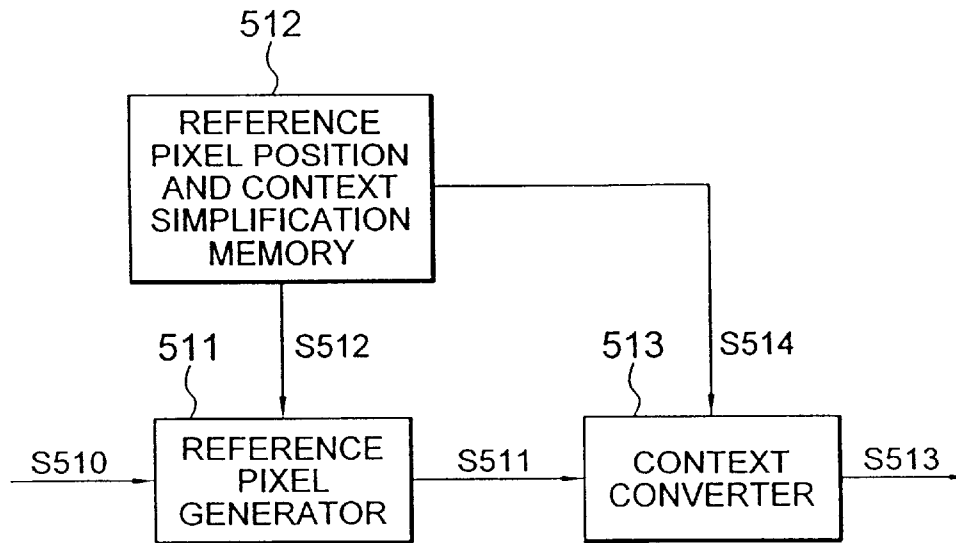 512
REFERENCE
PIXEL POSITION
AND CONTEXT
SIMPLIFICATION
MEMORY
511
S512
513
S514
S510
REFERENCE
PIXEL
GENERATOR
S511
CONTEXT
CONVERTER
S513